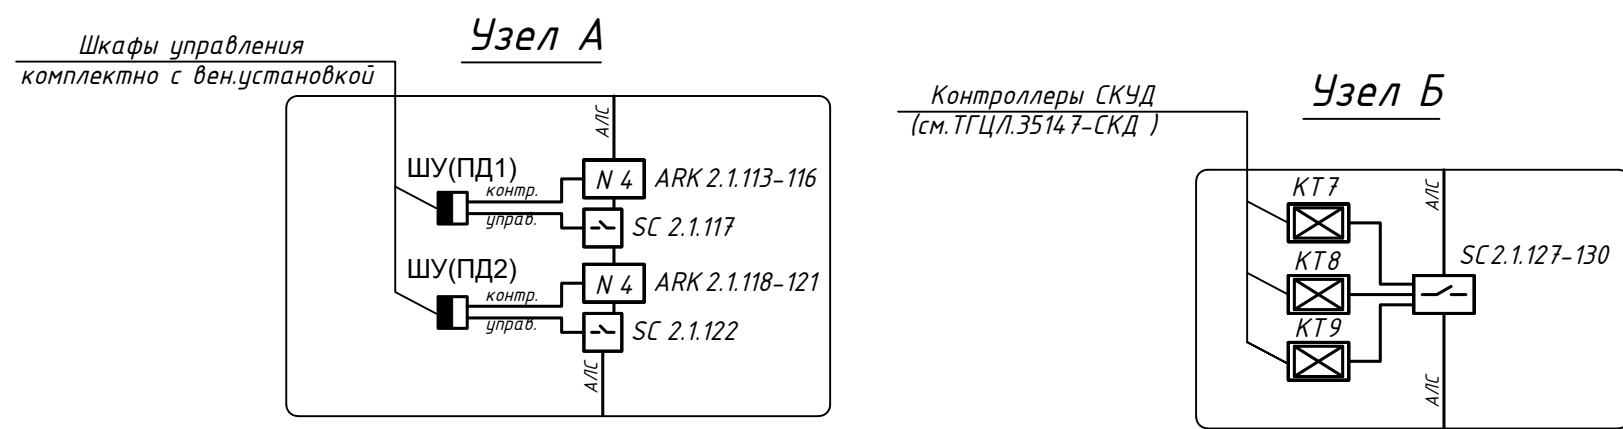 Шкафы управления
комплектно с вен.установкой
Узел А
АЛС
ШУ(ПД1)
контр.
управ.
N 4
ARK 2.1.113-116
SC 2.1.117
ШУ(ПД2)
контр.
управ.
N 4
ARK 2.1.118-121
SC 2.1.122
АЛС
Контроллеры СКУД
(см.ТГЦЛ.35147-СКД )
Узел Б
КТ7
АЛС
КТ8
SC2.1.127-130
КТ9
АЛС